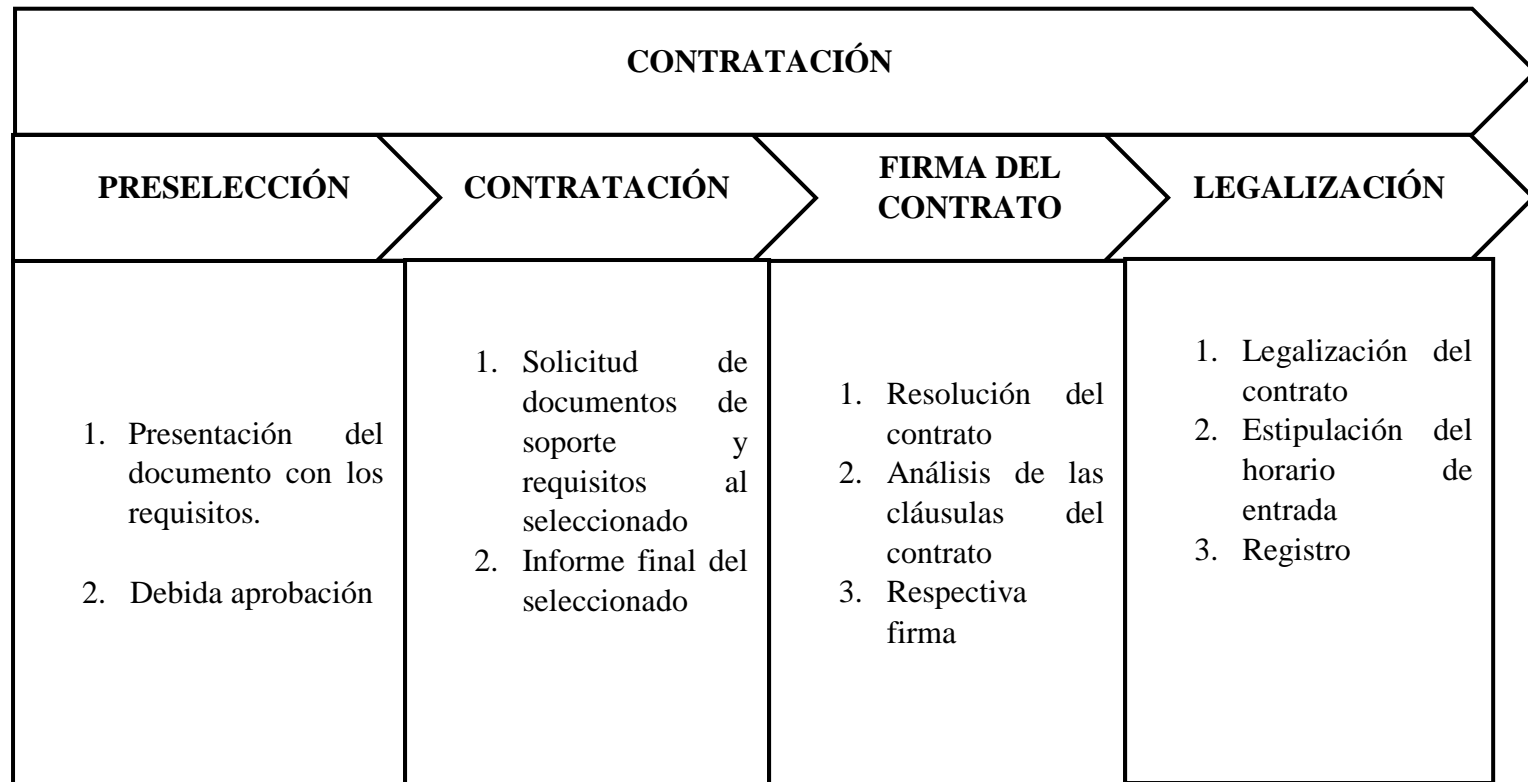 CONTRATACIÓN
PRESELECCIÓN
CONTRATACIÓN
FIRMA DEL
CONTRATO
LEGALIZACIÓN
1. Presentación del
documento con los
requisitos.
2. Debida aprobación
1. Solicitud de
documentos de
soporte y
requisitos al
seleccionado
2. Informe final del
seleccionado
1. Resolución del
contrato
2. Análisis de las
cláusulas del
contrato
3. Respectiva
firma
1. Legalización del
contrato
2. Estipulación del
horario de
entrada
3. Registro